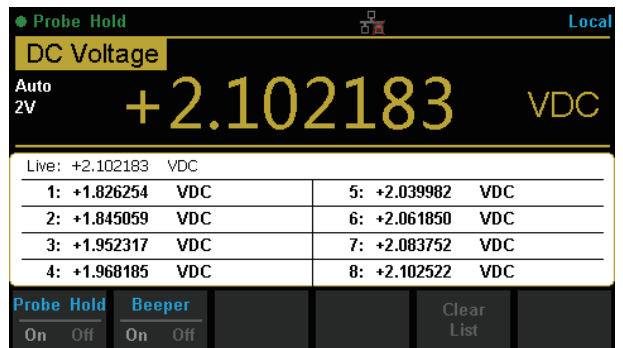 Probe Hold Local
DC Voltage
Auto
2V
+2.102183 VDC
Live: +2.102183 VDC
1: +1.826254 VDC 5: +2.039982 VDC
2: +1.845059 VDC 6: +2.061850 VDC
3: +1.952317 VDC 7: +2.083752 VDC
4: +1.968185 VDC 8: +2.102522 VDC
Probe Hold Beeper Clear
On Off On Off List